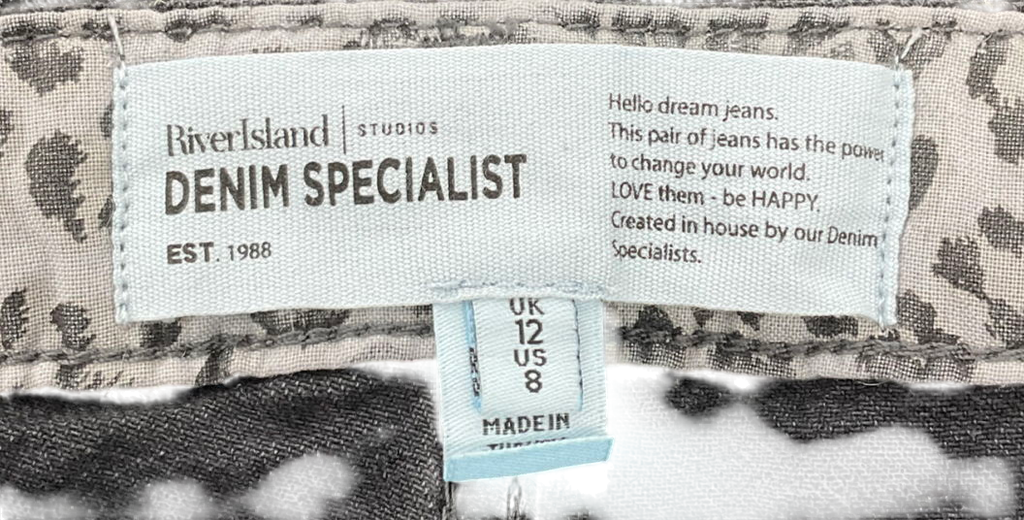 RiverIsland | STUDIOS
DENIM SPECIALIST
EST. 1988
Hello dream jeans.
This pair of jeans has the power
to change your world.
LOVE them - be HAPPY.
Created in house by our Denim
Specialists.
UK
12
US
8
MADE IN